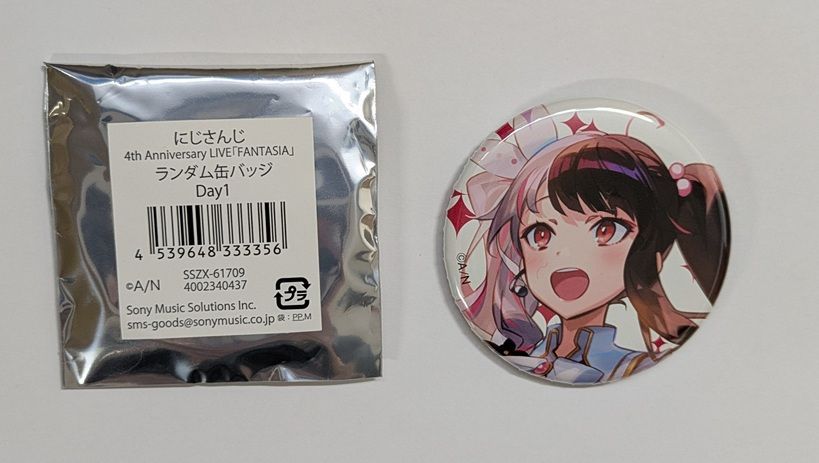 にじさんじ
4th Anniversary LIVE「FANTASIA」
ランダム缶バッジ
Day1
4 539648 333356
SSZX-61709
©A/N 4002340437
プラ
Sony Music Solutions Inc.
sms-goods@sonymusic.co.jp 袋：PP,M
©A/N